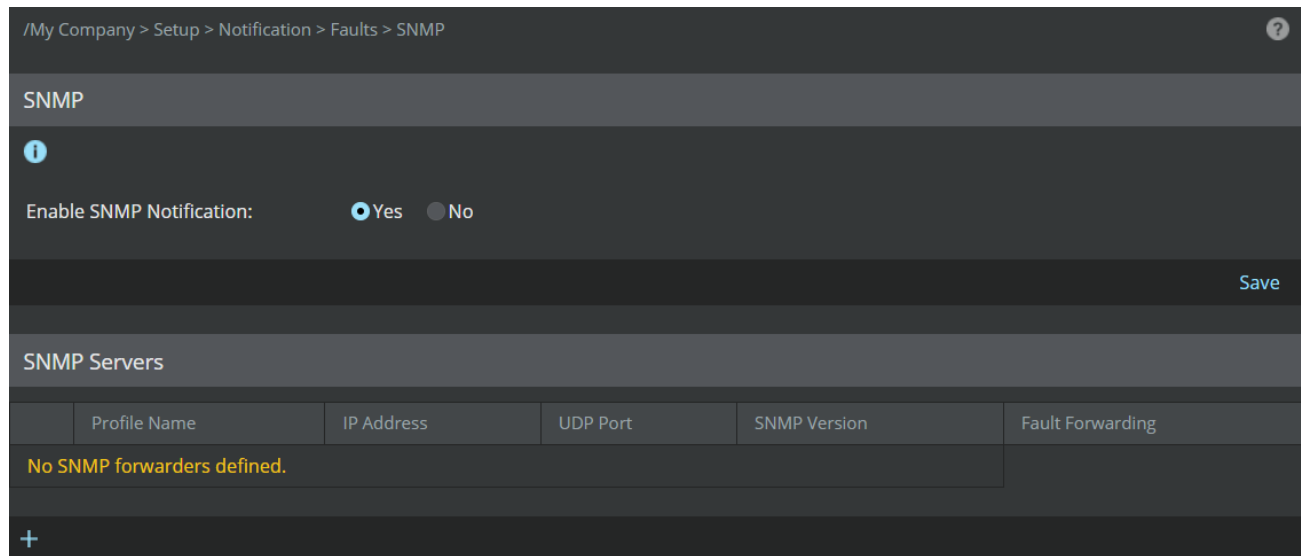 /My Company > Setup > Notification > Faults > SNMP ?
SNMP
i
Enable SNMP Notification: Yes No
Save
SNMP Servers
Profile Name IP Address UDP Port SNMP Version Fault Forwarding
No SNMP forwarders defined.
+